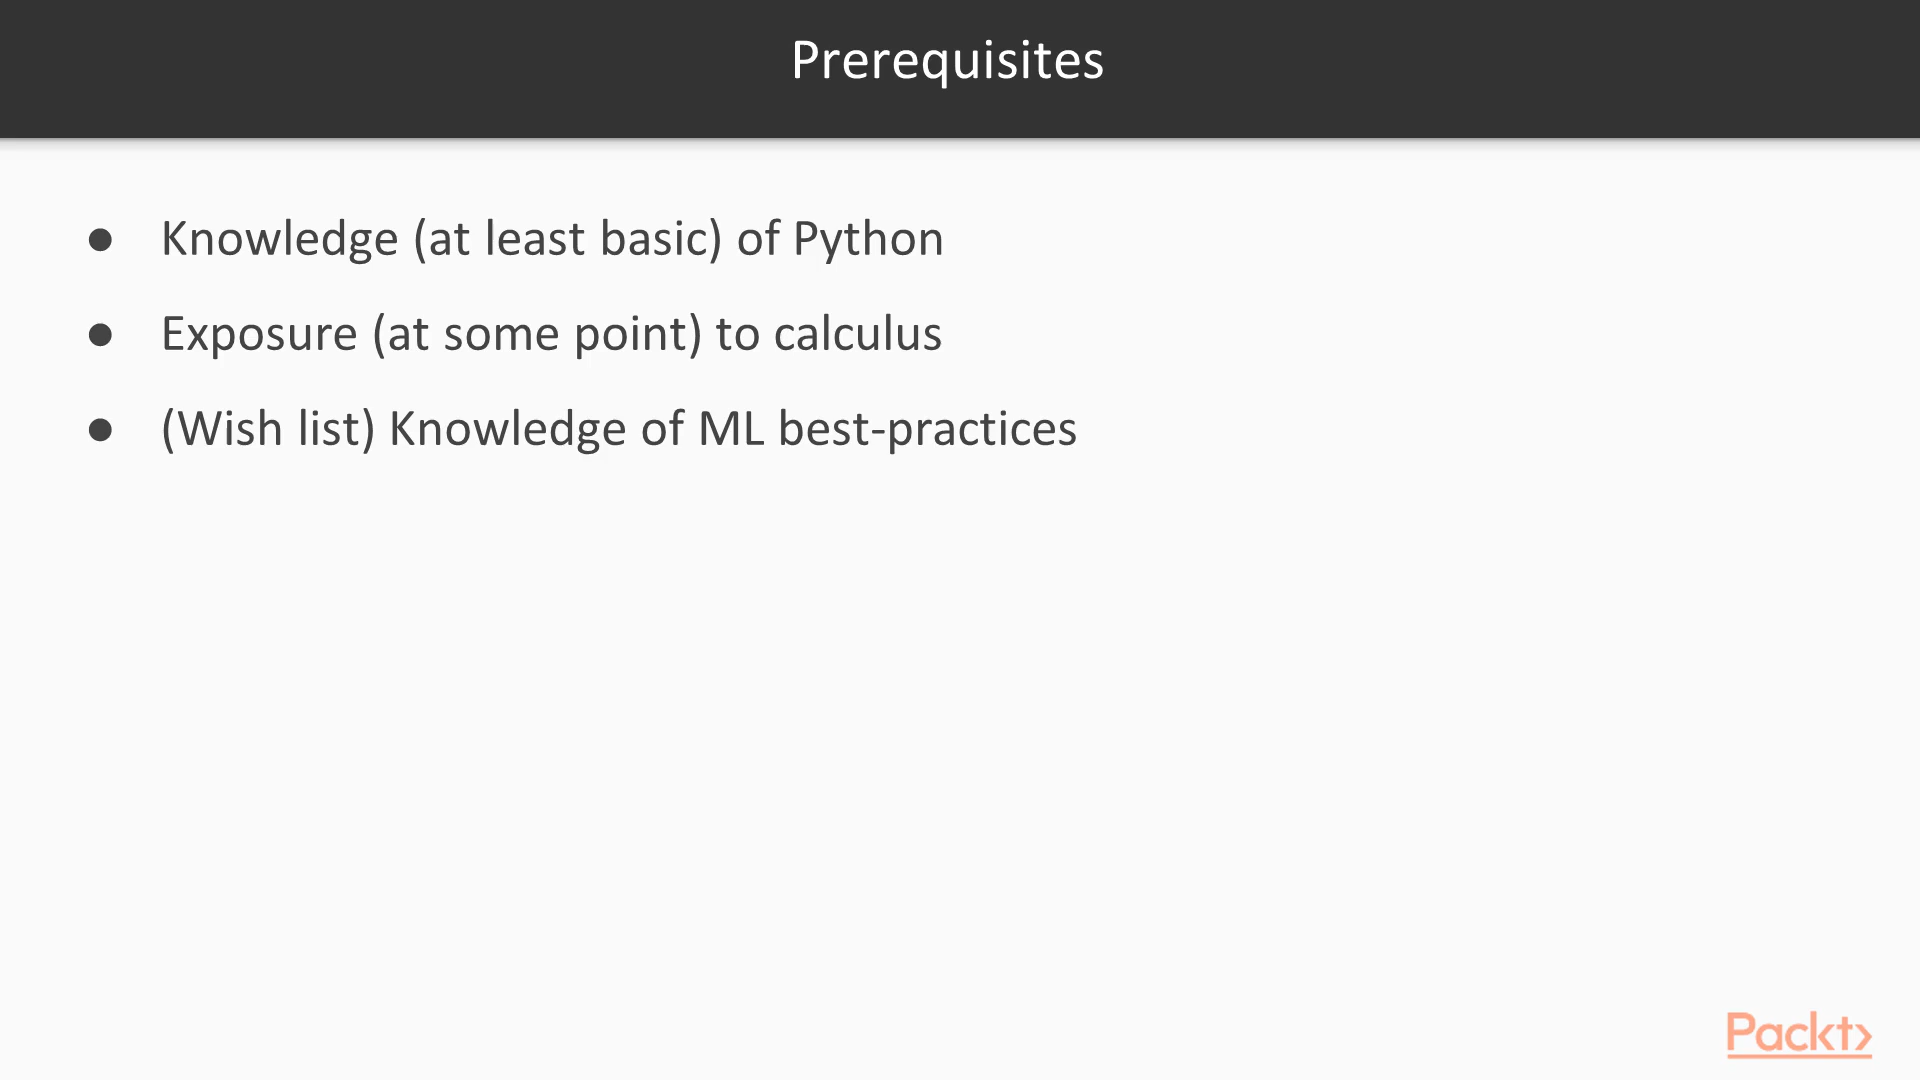 Prerequisites
● Knowledge (at least basic) of Python
● Exposure (at some point) to calculus
● (Wish list) Knowledge of ML best-practices
Packt>